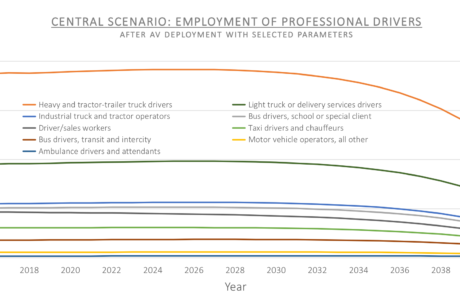 CENTRAL SCENARIO: EMPLOYMENT OF PROFESSIONAL DRIVERS
AFTER AV DEPLOYMENT WITH SELECTED PARAMETERS
Heavy and tractor-trailer truck drivers
Light truck or delivery services drivers
Industrial truck and tractor operators
Bus drivers, school or special client
Driver/sales workers
Taxi drivers and chauffeurs
Bus drivers, transit and intercity
Motor vehicle operators, all other
Ambulance drivers and attendants
2018 2020 2022 2024 2026 2028 2030 2032 2034 2036 2038
Year